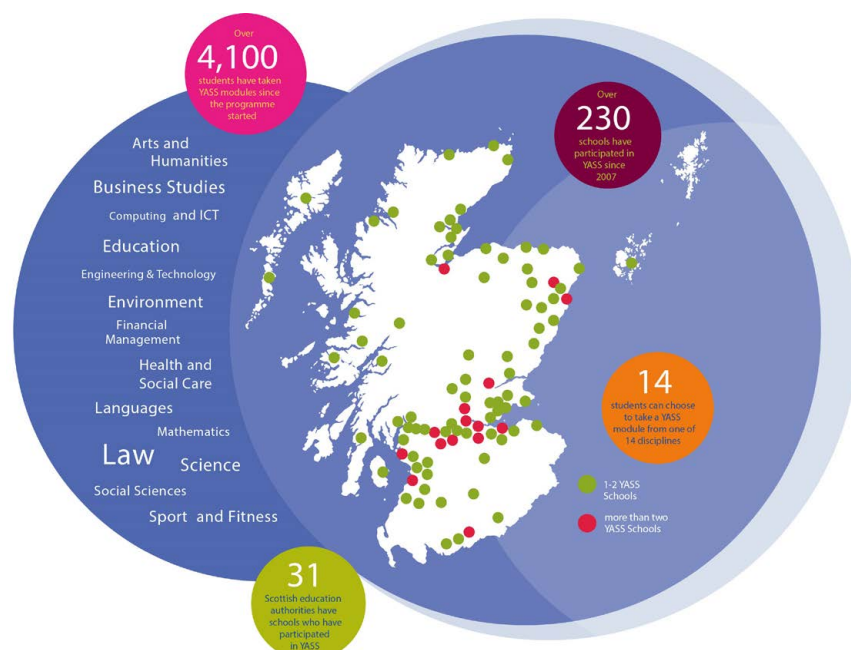 Over
4,100
students have taken
YASS modules since
the programme
started
Arts and
Humanities
Business Studies
Computing and ICT
Education
Engineering & Technology
Environment
Financial
Management
Health and
Social Care
Languages
Mathematics
Law
Science
Social Sciences
Sport and Fitness
31
Scottish education
authorities have
schools who have
participated
in YASS
Over
230
schools have
participated in
YASS since
2007
14
students can choose
to take a YASS
module from one of
14 disciplines
1-2 YASS
Schools
more than two
YASS Schools